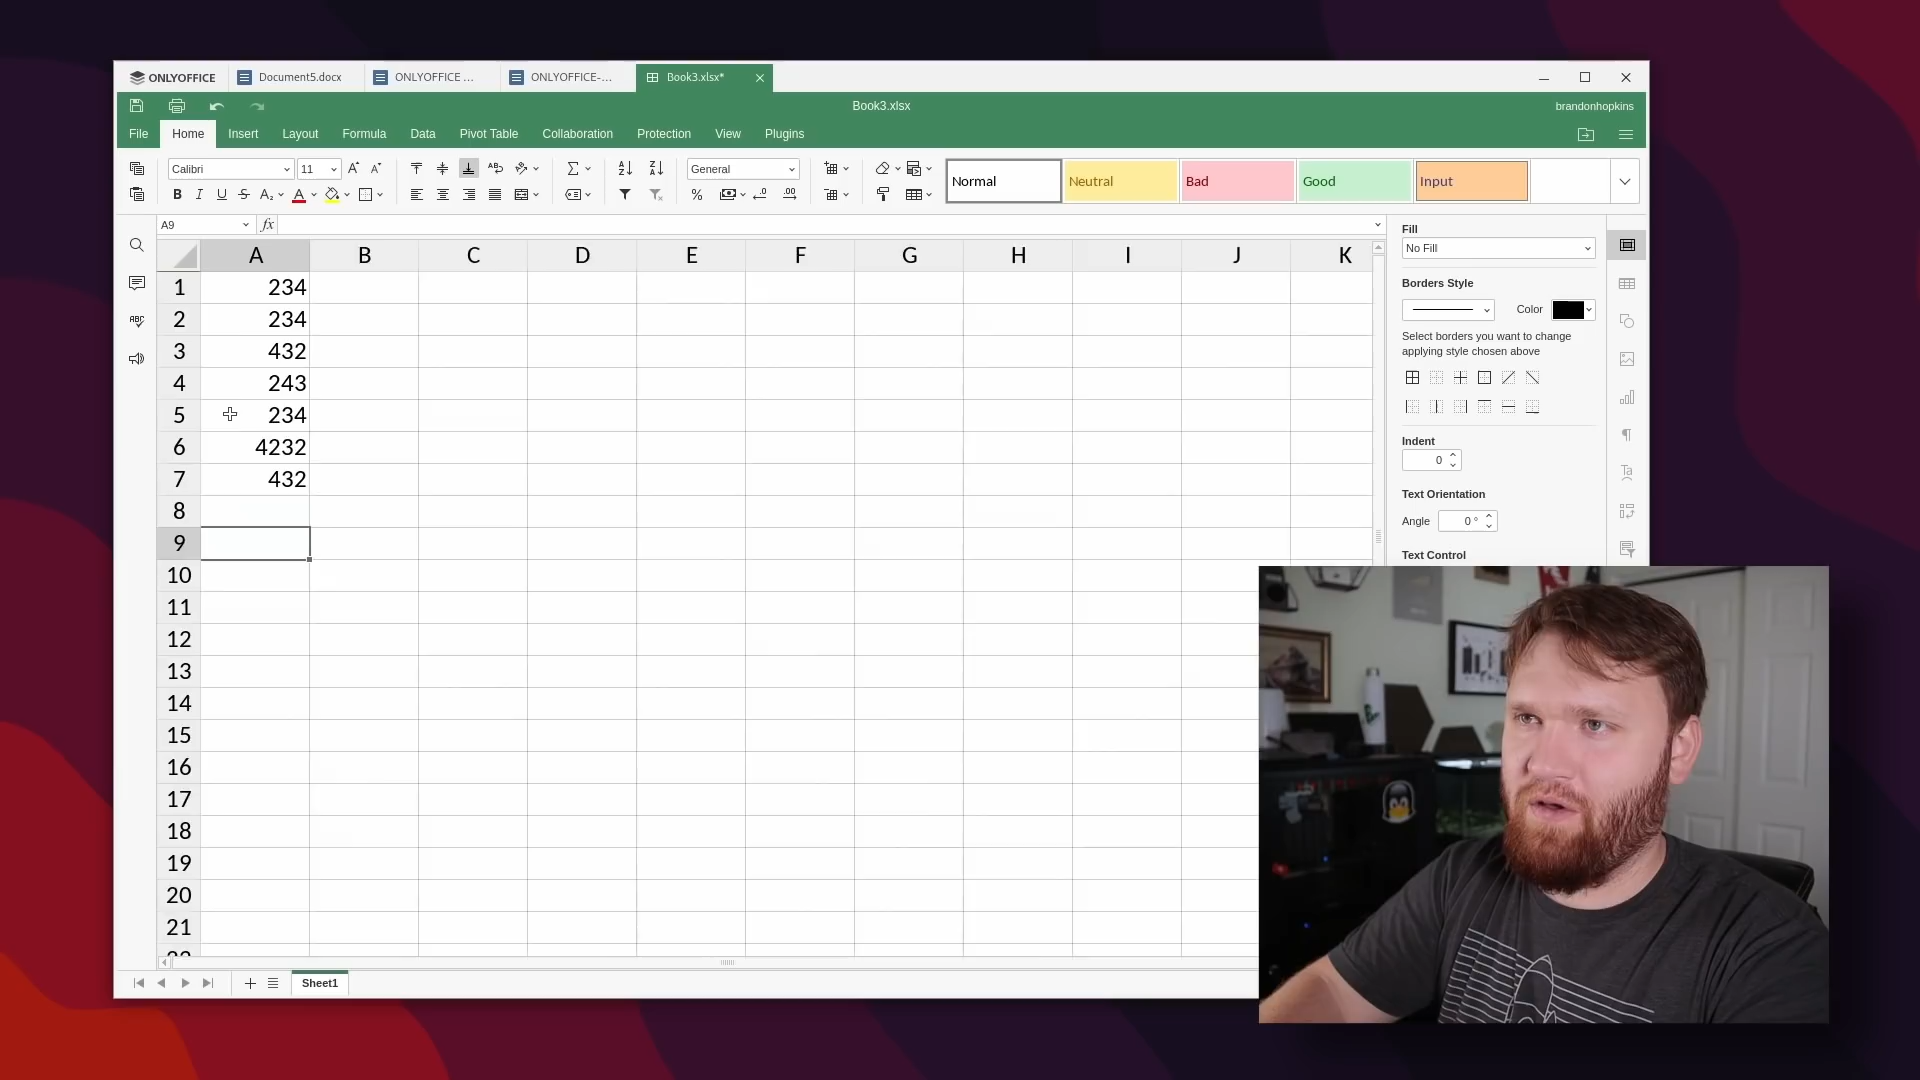 ONLYOFFICE Document5.docx ONLYOFFICE ... ONLYOFFICE-... Book3.xlsx*
Book3.xlsx brandonhopkins
File Home Insert Layout Formula Data Pivot Table Collaboration Protection View Plugins
Calibri 11 General
Normal Neutral Bad Good Input
A9 fx
A B C D E F G H I J K
1 234
2 234
3 432
4 243
5 234
6 4232
7 432
8
9
10
11
12
13
14
15
16
17
18
19
20
21
Fill
No Fill
Borders Style
Color
Select borders you want to change
applying style chosen above
Indent
0
Text Orientation
Angle 0 °
Text Control
Sheet1